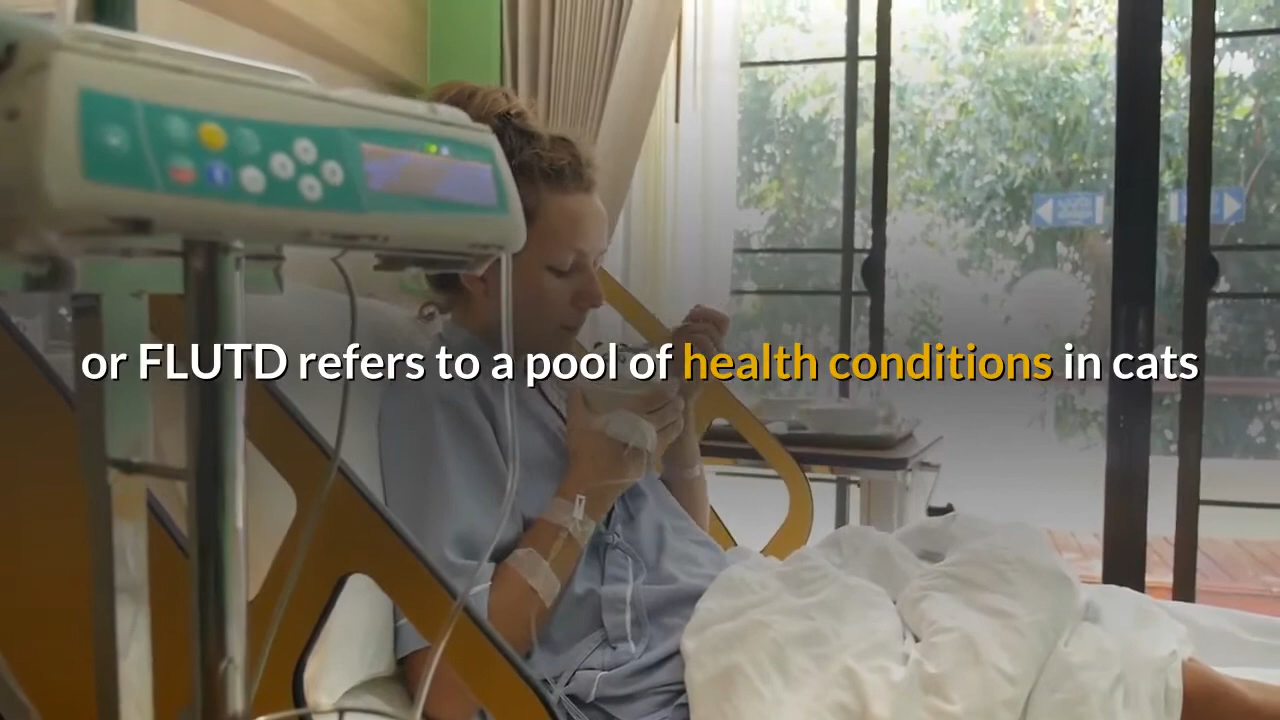 or FLUTD refers to a pool of health conditions in cats